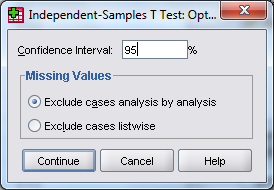 Independent-Samples T Test: Opt...
Confidence Interval: 95 %
Missing Values
Exclude cases analysis by analysis
Exclude cases listwise
Continue Cancel Help